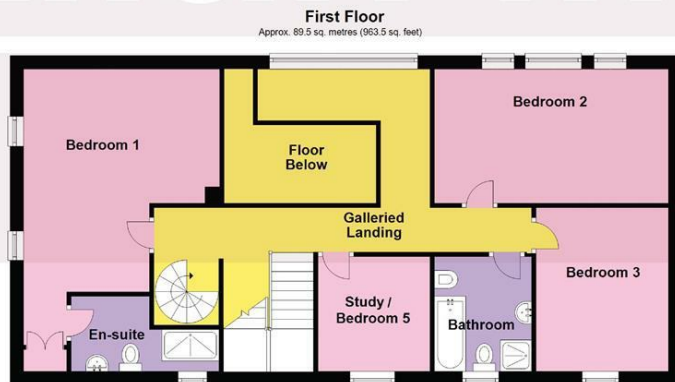 First Floor
Approx. 89.5 sq. metres (963.5 sq. feet)
Bedroom 1
Floor
Below
Bedroom 2
Galleried
Landing
Bedroom 3
Study /
Bedroom 5
Bathroom
En-suite